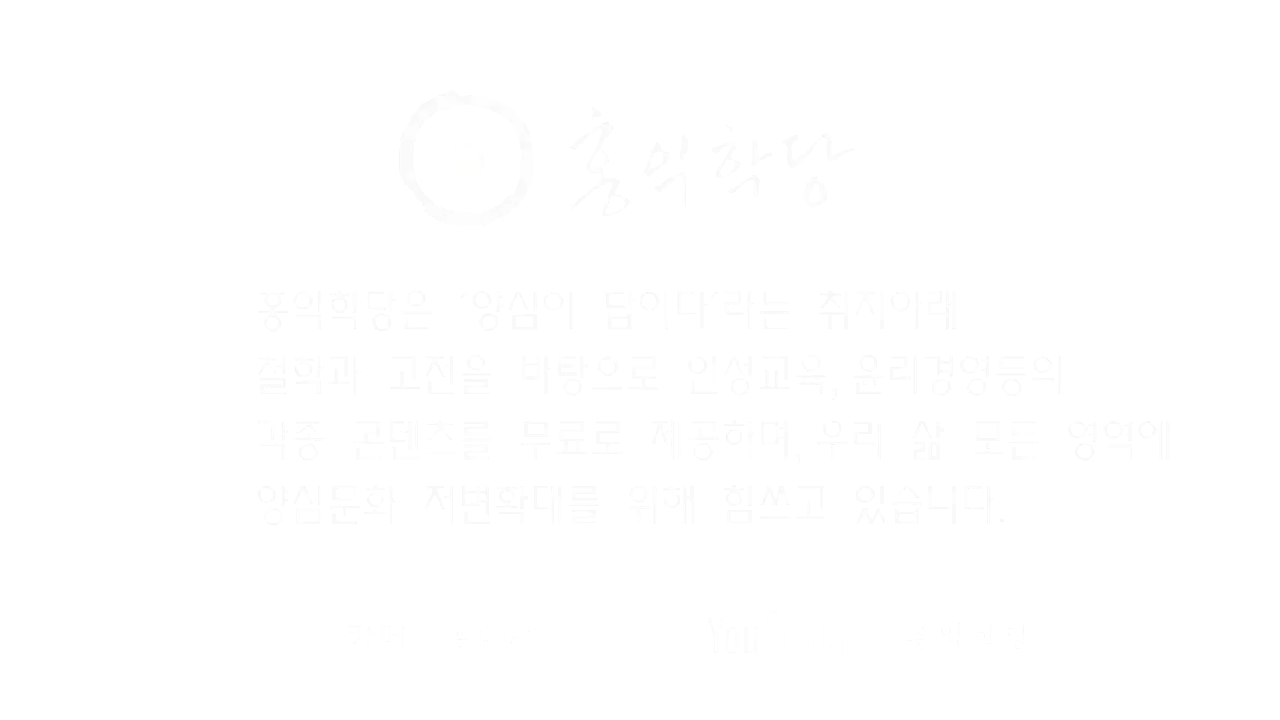 홍익학당
홍익학당은 '양심이 답이다'라는 취지아래
철학과 고전을 바탕으로 인성교육, 윤리경영등의
각종 콘텐츠를 무료로 제공하며, 우리 삶 모든 영역에
양심문화 저변확대를 위해 힘쓰고 있습니다.
You